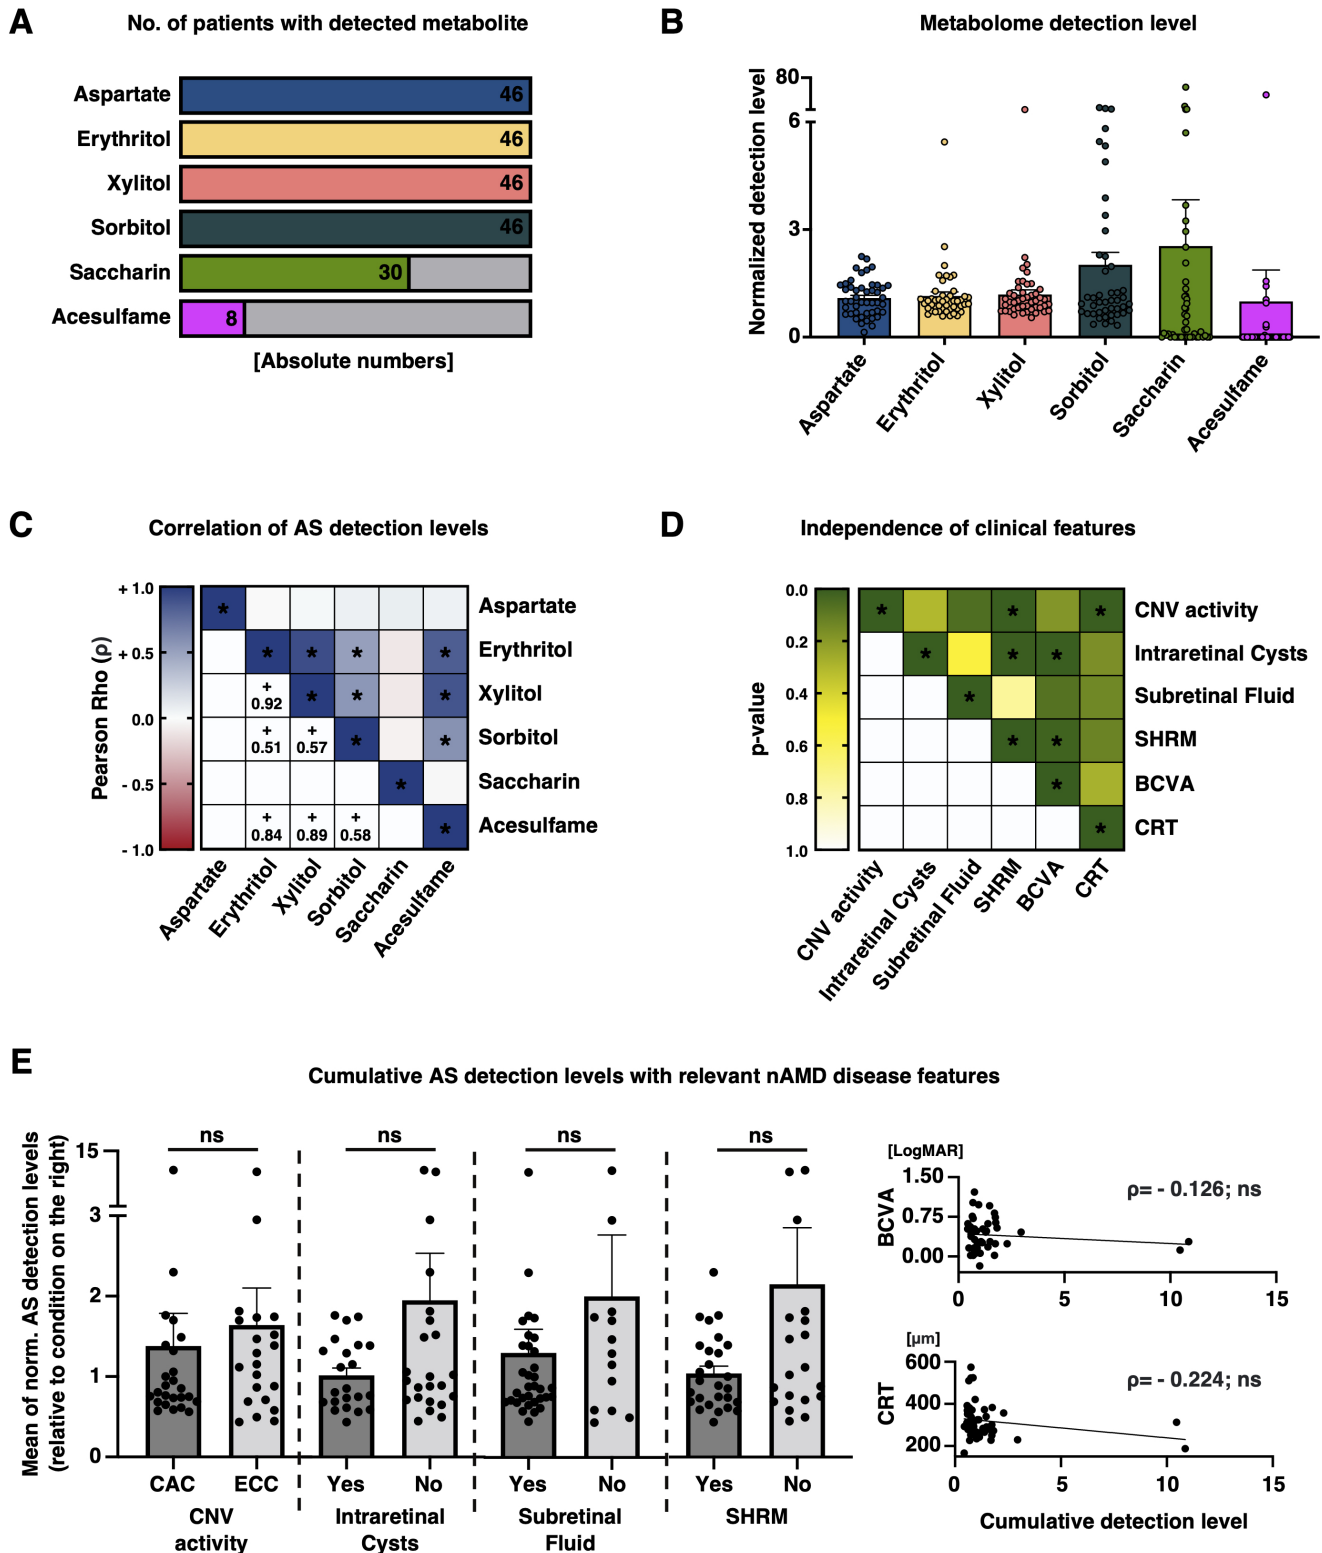 A
No. of patients with detected metabolite
Aspartate
46
Erythritol
46
Xylitol
46
Sorbitol
46
Saccharin
30
Acesulfame
8
[Absolute numbers]
B
Metabolome detection level
Normalized detection level
80
6
3
0
Aspartate
Erythritol
Xylitol
Sorbitol
Saccharin
Acesulfame
C
Correlation of AS detection levels
Pearson Rho (ρ)
+ 1.0
+ 0.5
0.0
- 0.5
- 1.0
*
Aspartate
* * * *
Erythritol
+ 0.92 * * *
Xylitol
+ 0.51 + 0.57 * *
Sorbitol
*
Saccharin
+ 0.84 + 0.89 + 0.58 *
Acesulfame
Aspartate
Erythritol
Xylitol
Sorbitol
Saccharin
Acesulfame
D
Independence of clinical features
p-value
0.0
0.2
0.4
0.6
0.8
1.0
* * *
CNV activity
* * *
Intraretinal Cysts
*
Subretinal Fluid
* *
SHRM
*
BCVA
*
CRT
CNV activity
Intraretinal Cysts
Subretinal Fluid
SHRM
BCVA
CRT
E
Cumulative AS detection levels with relevant nAMD disease features
Mean of norm. AS detection levels
(relative to condition on the right)
15
3
2
1
0
ns
ns
ns
ns
CAC
ECC
CNV
activity
Yes
No
Intraretinal
Cysts
Yes
No
Subretinal
Fluid
Yes
No
SHRM
[LogMAR]
BCVA
1.50
0.75
0.00
ρ= - 0.126; ns
0
5
10
15
[µm]
CRT
600
400
200
ρ= - 0.224; ns
0
5
10
15
Cumulative detection level